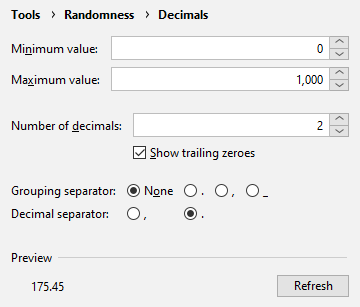 Tools > Randomness > Decimals
Minimum value: 0
Maximum value: 1,000
Number of decimals: 2
Show trailing zeroes
Grouping separator: None . , _
Decimal separator: , .
Preview
175.45 Refresh